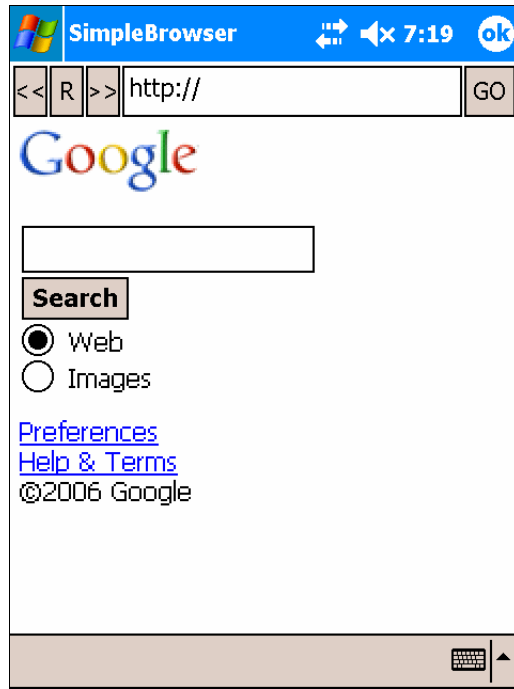 SimpleBrowser 7:19 ok
<< R >> http:// GO
Google
Search
Web
Images
Preferences
Help & Terms
©2006 Google